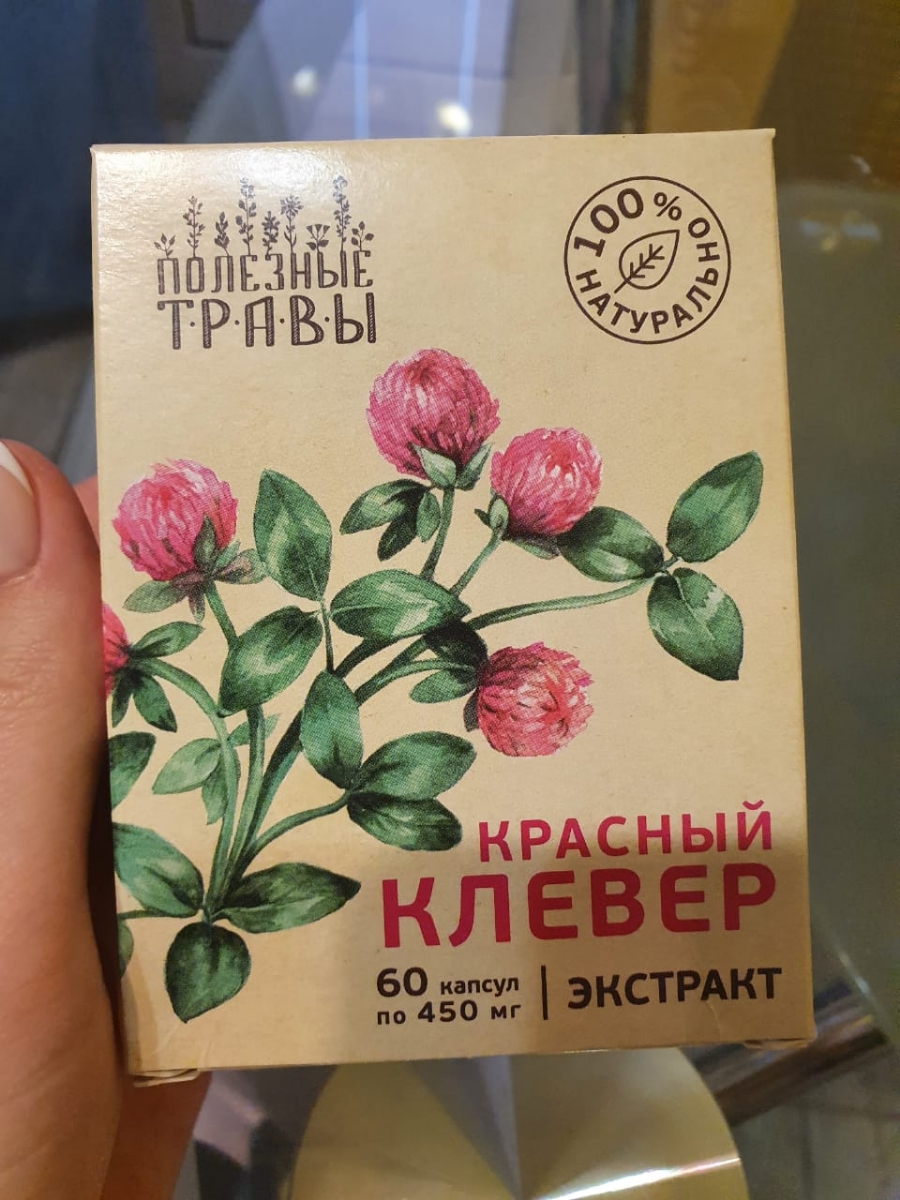 ПОЛЕЗНЫЕ
Т·Р·А·В·Ы
100% НАТУРАЛЬНО
КРАСНЫЙ
КЛЕВЕР
60 капсул
по 450 мг
ЭКСТРАКТ